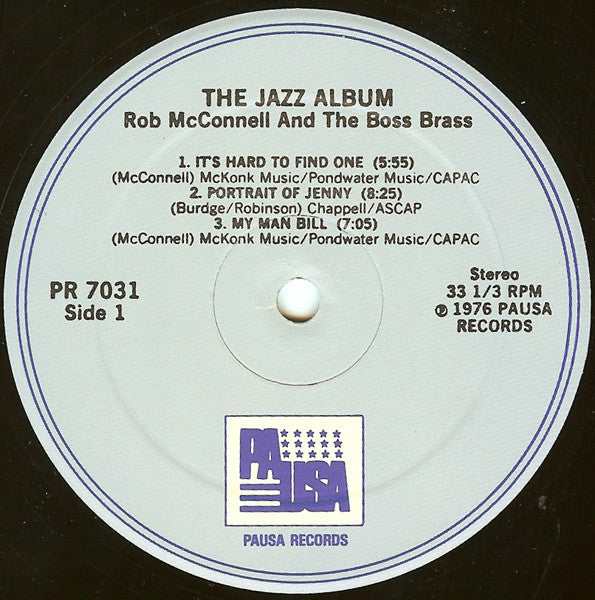 THE JAZZ ALBUM
Rob McConnell And The Boss Brass
1. IT'S HARD TO FIND ONE (5:55)
(McConnell) McKonk Music/Pondwater Music/CAPAC
2. PORTRAIT OF JENNY (8:25)
(Burdge/Robinson) Chappell/ASCAP
3. MY MAN BILL (7:05)
(McConnell) McKonk Music/Pondwater Music/CAPAC
PR 7031
Side 1
Stereo
33 1/3 RPM
℗ 1976 PAUSA
RECORDS
PAUSA
PAUSA RECORDS